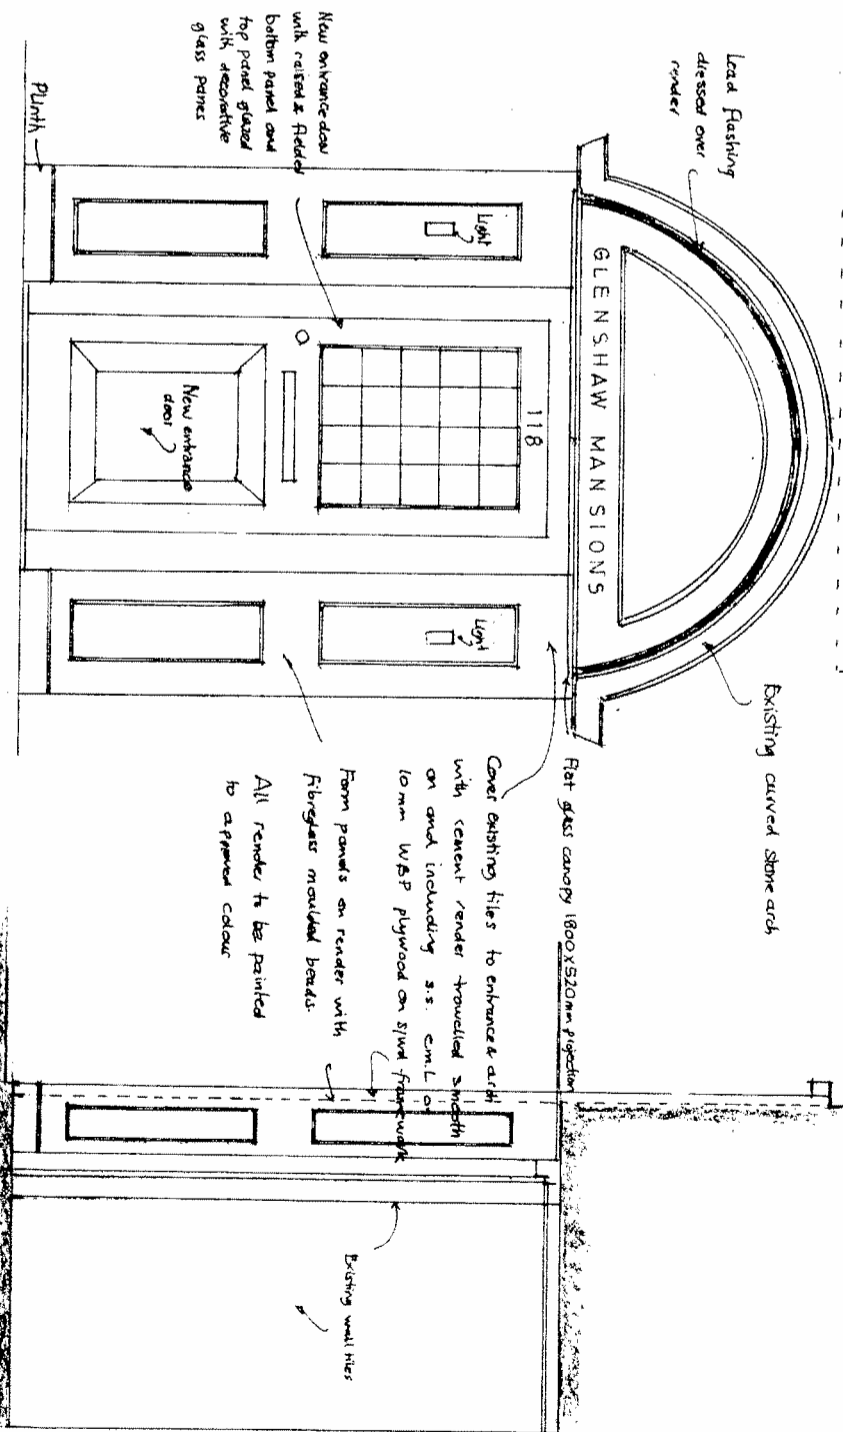 Lead flashing
dressed over
render
Existing curved stone arch
GLENSHAW MANSIONS
Flat glass canopy 1800x520mm projection
118
Light
Light
New entrance door
with raised & fielded
bottom panel and
top panel glazed
with decorative
glass panes
New entrance
door
Plinth
Cover existing tiles to entrance & arch
with cement render trowelled smooth
on and including s.s. e.m.L on
10mm W.B.P plywood on s/wd framework
Form panels on render with
fibreglass moulded beads.
All render to be painted
to approved colour
Existing wall tiles